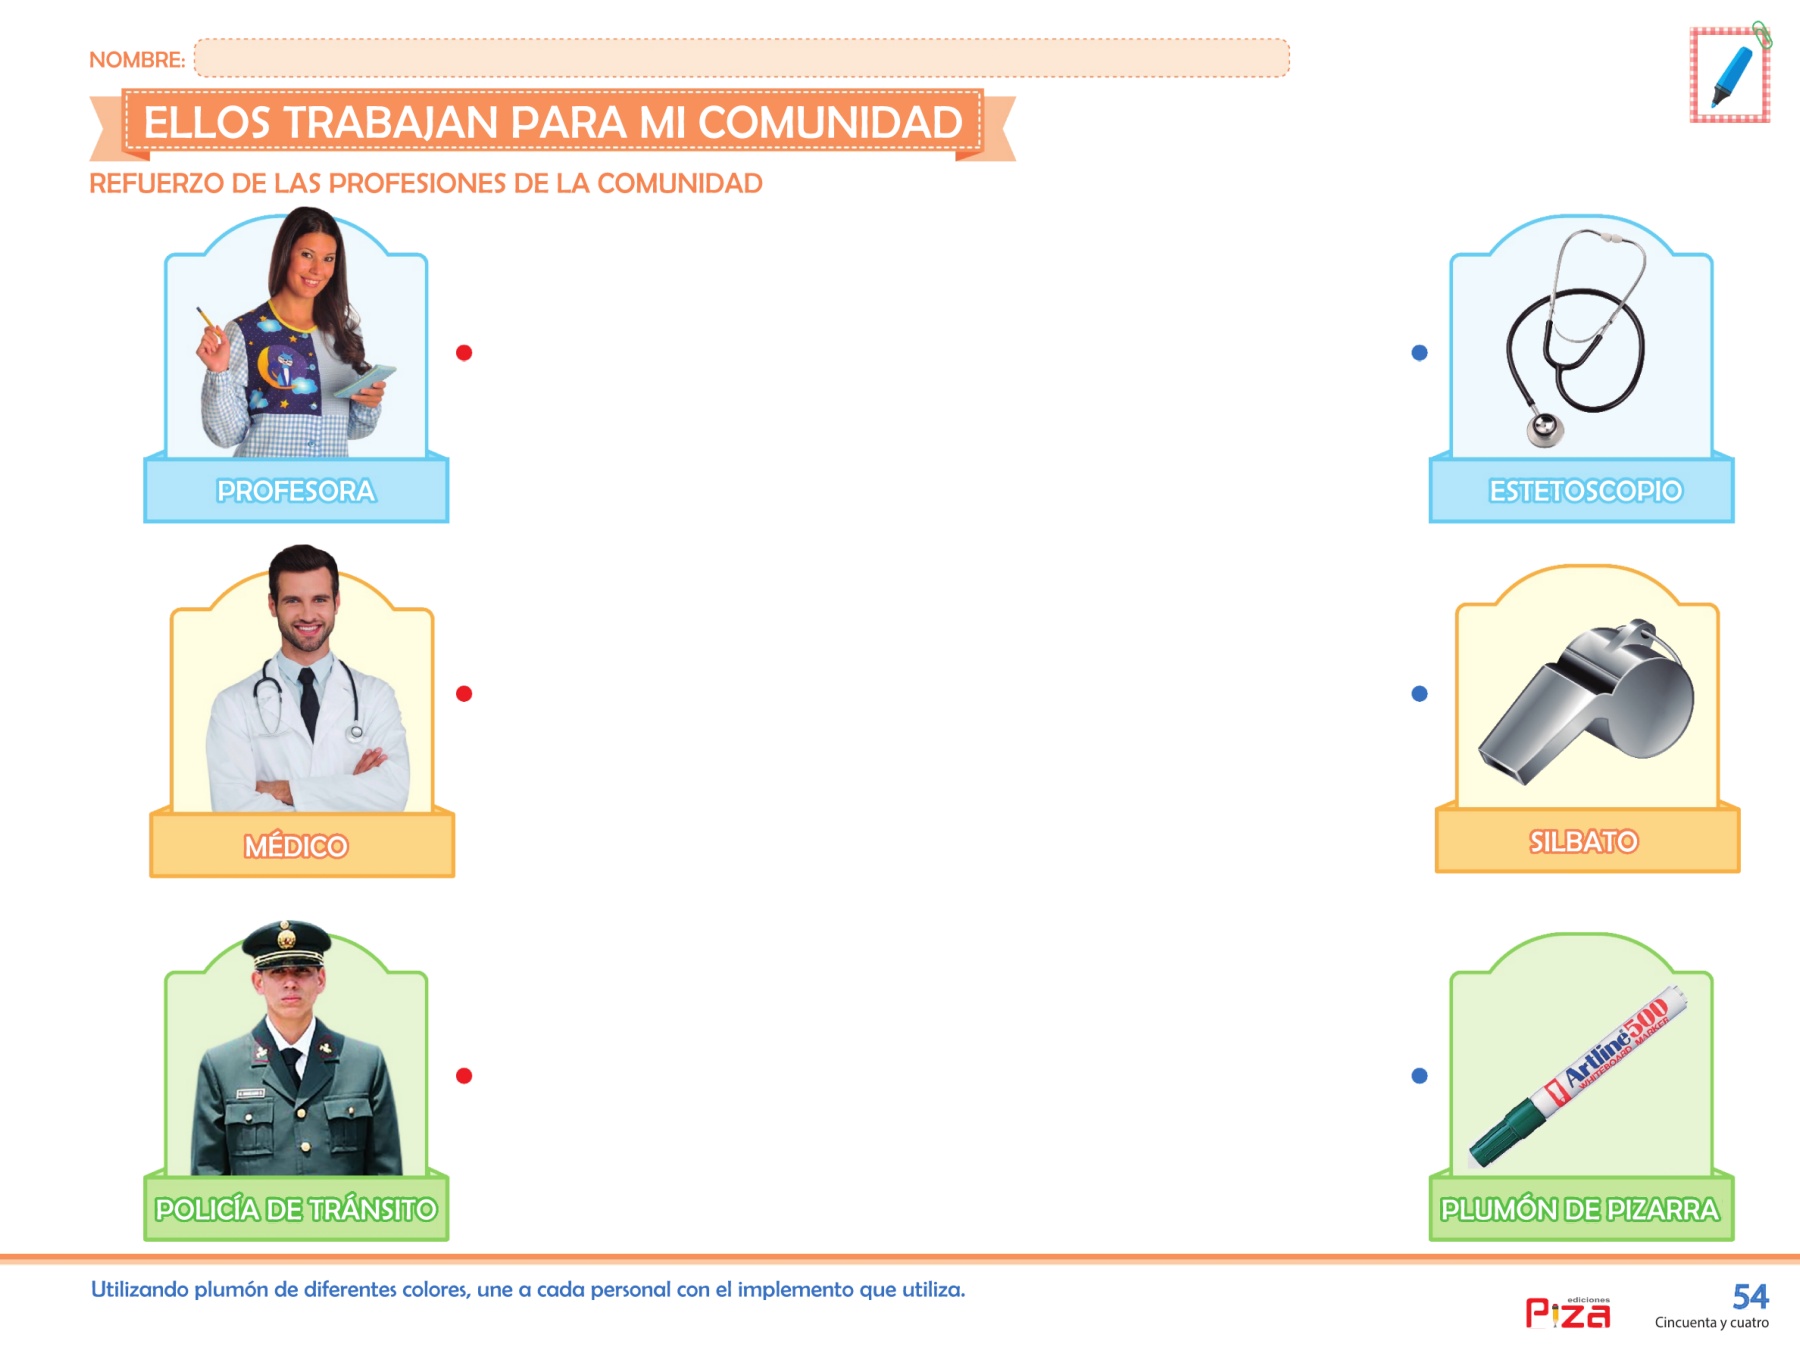 NOMBRE:
ELLOS TRABAJAN PARA MI COMUNIDAD
REFUERZO DE LAS PROFESIONES DE LA COMUNIDAD
PROFESORA
ESTETOSCOPIO
MÉDICO
SILBATO
Artline 500
WHITEBOARD MARKER
POLICÍA DE TRÁNSITO
PLUMÓN DE PIZARRA
Utilizando plumón de diferentes colores, une a cada personal con el implemento que utiliza.
ediciones
Piza
54
Cincuenta y cuatro